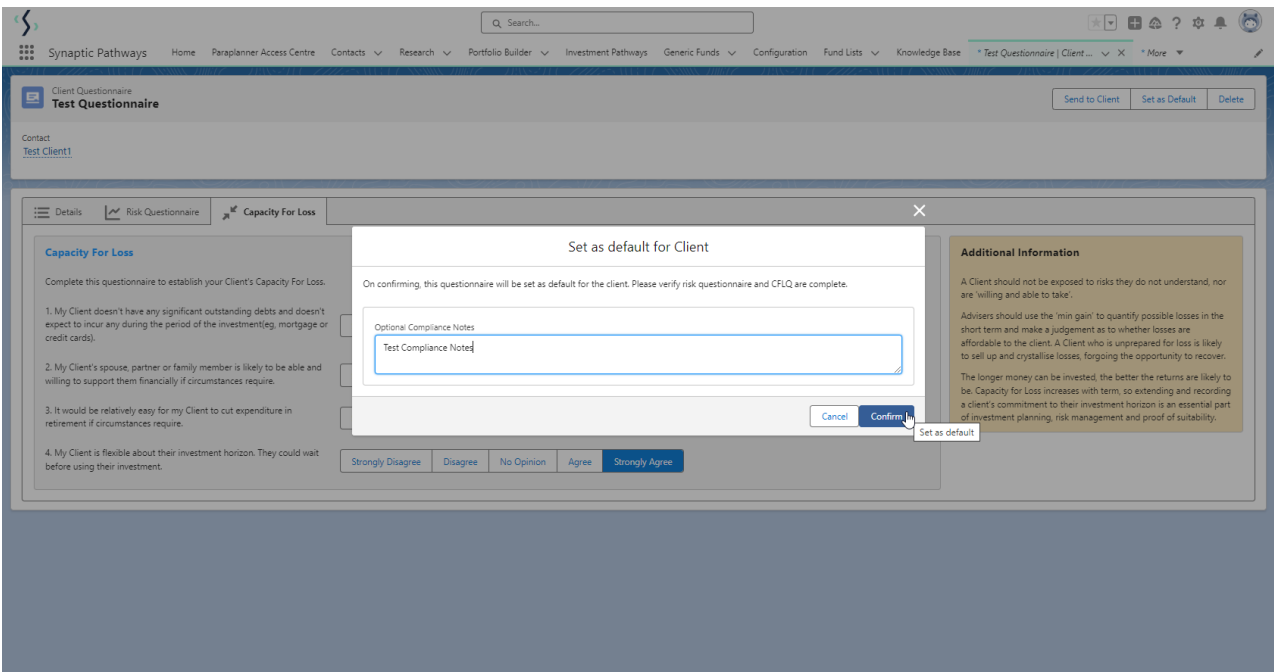 Search...
Synaptic Pathways
Home
Paraplanner Access Centre
Contacts
Research
Portfolio Builder
Investment Pathways
Generic Funds
Configuration
Fund Lists
Knowledge Base
* Test Questionnaire | Client ...
* More
Client Questionnaire
Test Questionnaire
Send to Client
Set as Default
Delete
Contact
Test Client1
Details
Risk Questionnaire
Capacity For Loss
Capacity For Loss
Complete this questionnaire to establish your Client's Capacity For Loss.
1. My Client doesn't have any significant outstanding debts and doesn't
expect to incur any during the period of the investment(eg, mortgage or
credit cards).
2. My Client's spouse, partner or family member is likely to be able and
willing to support them financially if circumstances require.
3. It would be relatively easy for my Client to cut expenditure in
retirement if circumstances require.
4. My Client is flexible about their investment horizon. They could wait
before using their investment.
Strongly Disagree
Disagree
No Opinion
Agree
Strongly Agree
Set as default for Client
On confirming, this questionnaire will be set as default for the client. Please verify risk questionnaire and CFLQ are complete.
Optional Compliance Notes
Test Compliance Notes
Cancel
Confirm
Set as default
Additional Information
A Client should not be exposed to risks they do not understand, nor
are 'willing and able to take'.
Advisers should use the 'min gain' to quantify possible losses in the
short term and make a judgement as to whether losses are
affordable to the client. A Client who is unprepared for loss is likely
to sell up and crystallise losses, forgoing the opportunity to recover.
The longer money can be invested, the better the returns are likely to
be. Capacity for Loss increases with term, so extending and recording
a client's commitment to their investment horizon is an essential part
of investment planning, risk management and proof of suitability.